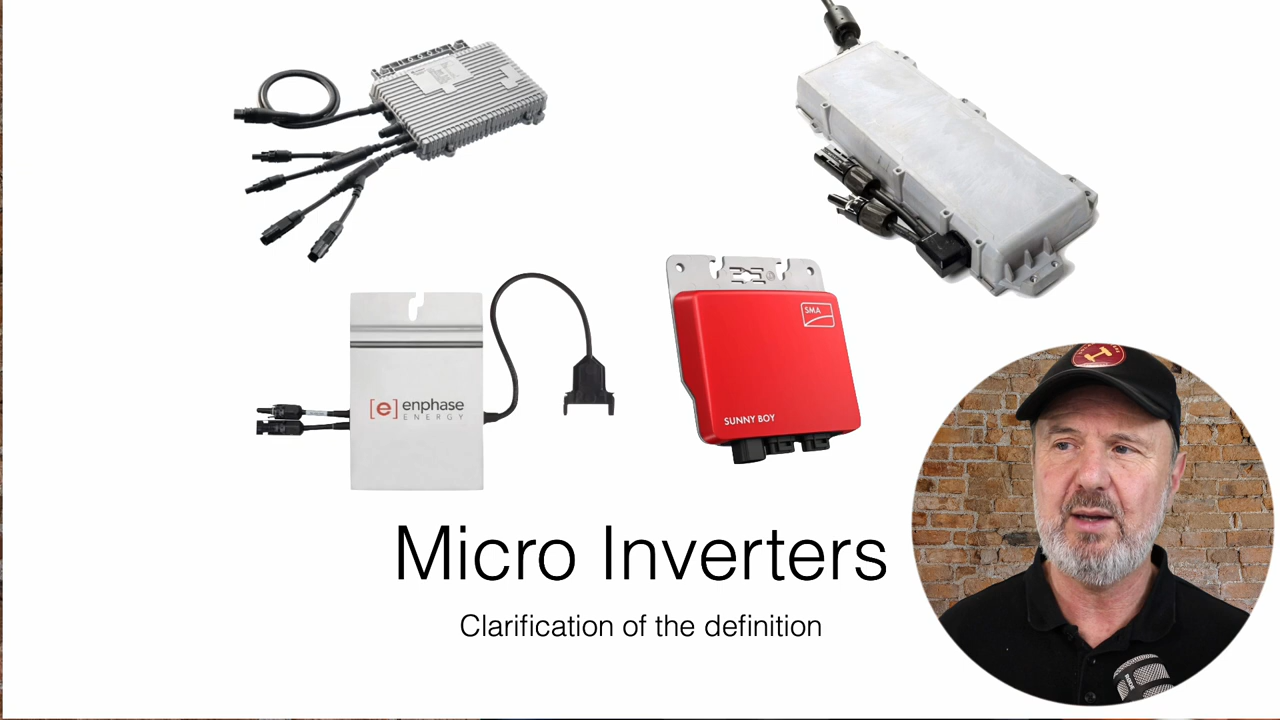 SMA
[e] enphase
ENERGY
SUNNY BOY
Micro Inverters
Clarification of the definition